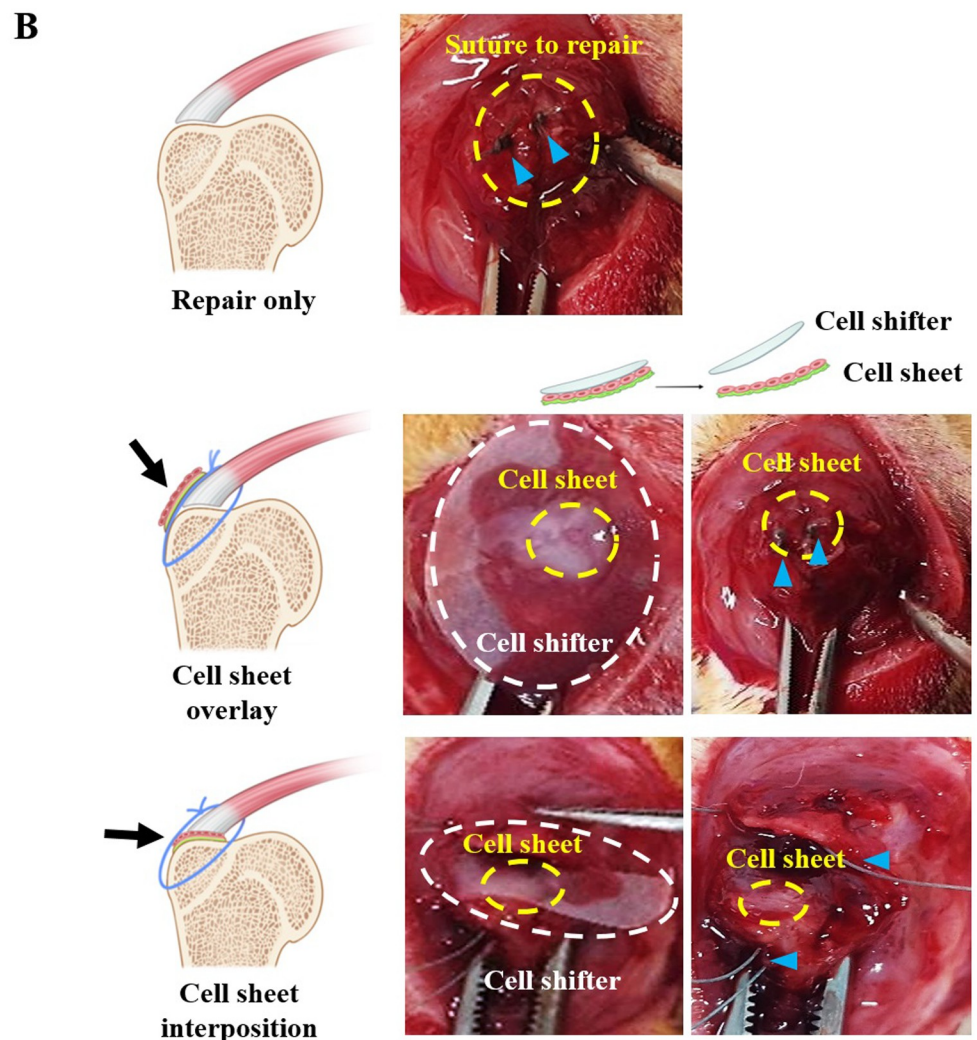 B
Suture to repair
Repair only
Cell shifter
Cell sheet
Cell sheet
Cell shifter
Cell sheet
Cell sheet
overlay
Cell sheet
Cell shifter
Cell sheet
Cell sheet
interposition